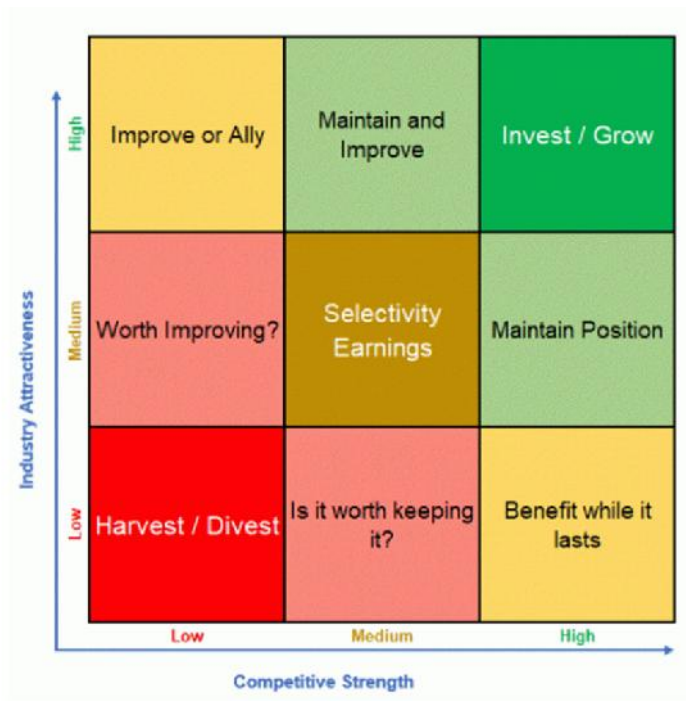 High
Improve or Ally
Maintain and
Improve
Invest / Grow
Industry Attractiveness
Medium
Worth Improving?
Selectivity
Earnings
Maintain Position
Low
Harvest / Divest
Is it worth keeping
it?
Benefit while it
lasts
Low
Medium
High
Competitive Strength